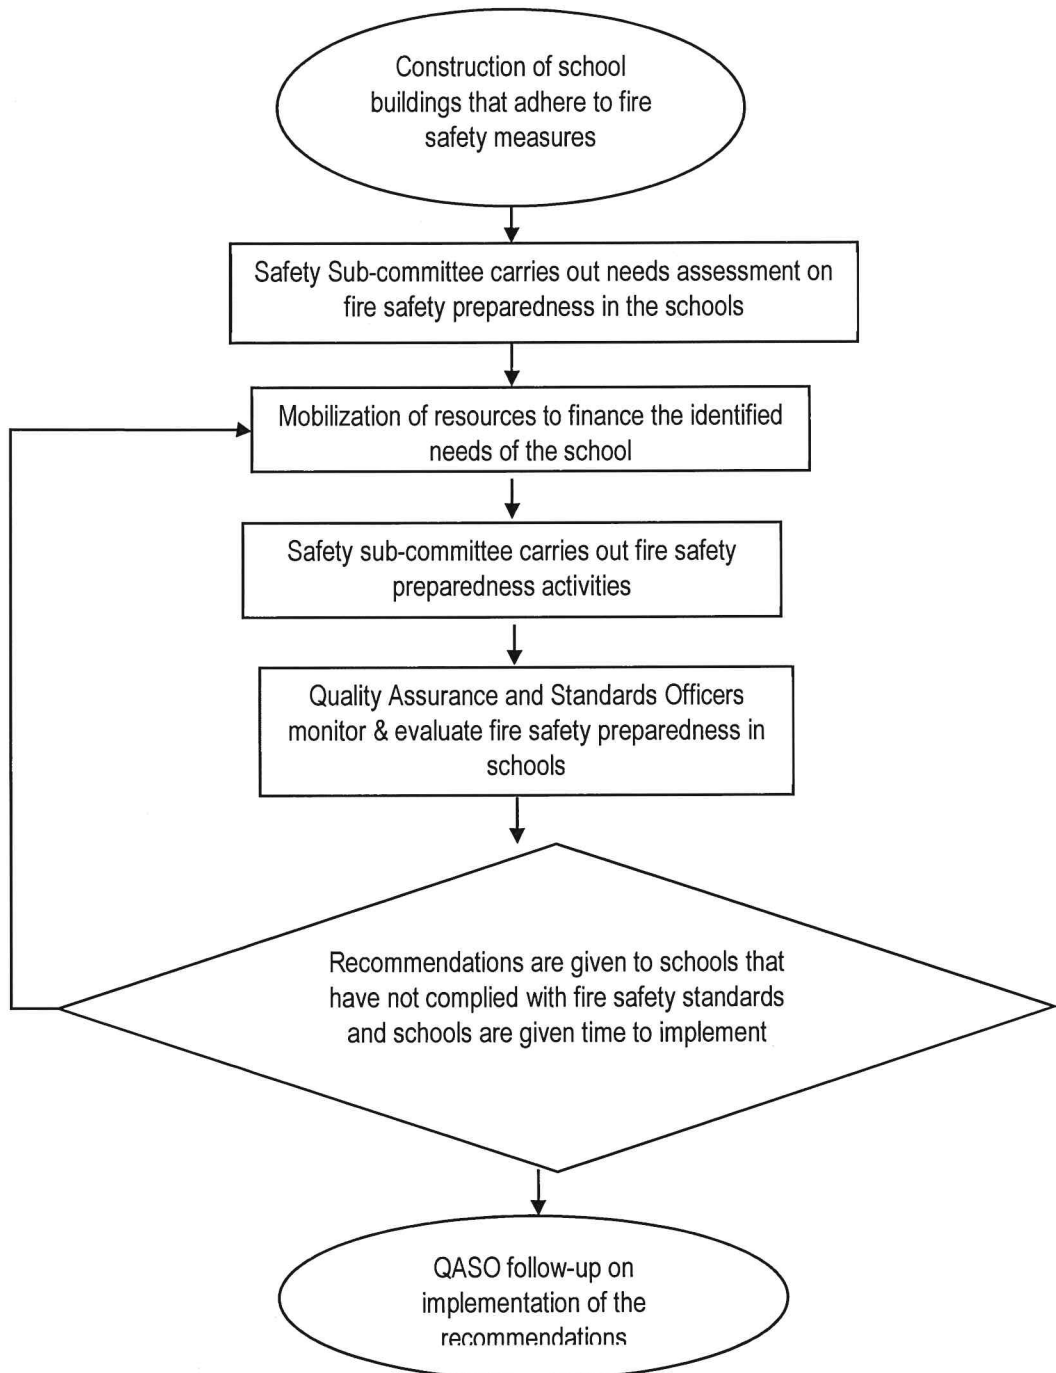 Construction of school
buildings that adhere to fire
safety measures
Safety Sub-committee carries out needs assessment on
fire safety preparedness in the schools
Mobilization of resources to finance the identified
needs of the school
Safety sub-committee carries out fire safety
preparedness activities
Quality Assurance and Standards Officers
monitor & evaluate fire safety preparedness in
schools
Recommendations are given to schools that
have not complied with fire safety standards
and schools are given time to implement
QASO follow-up on
implementation of the
recommendations